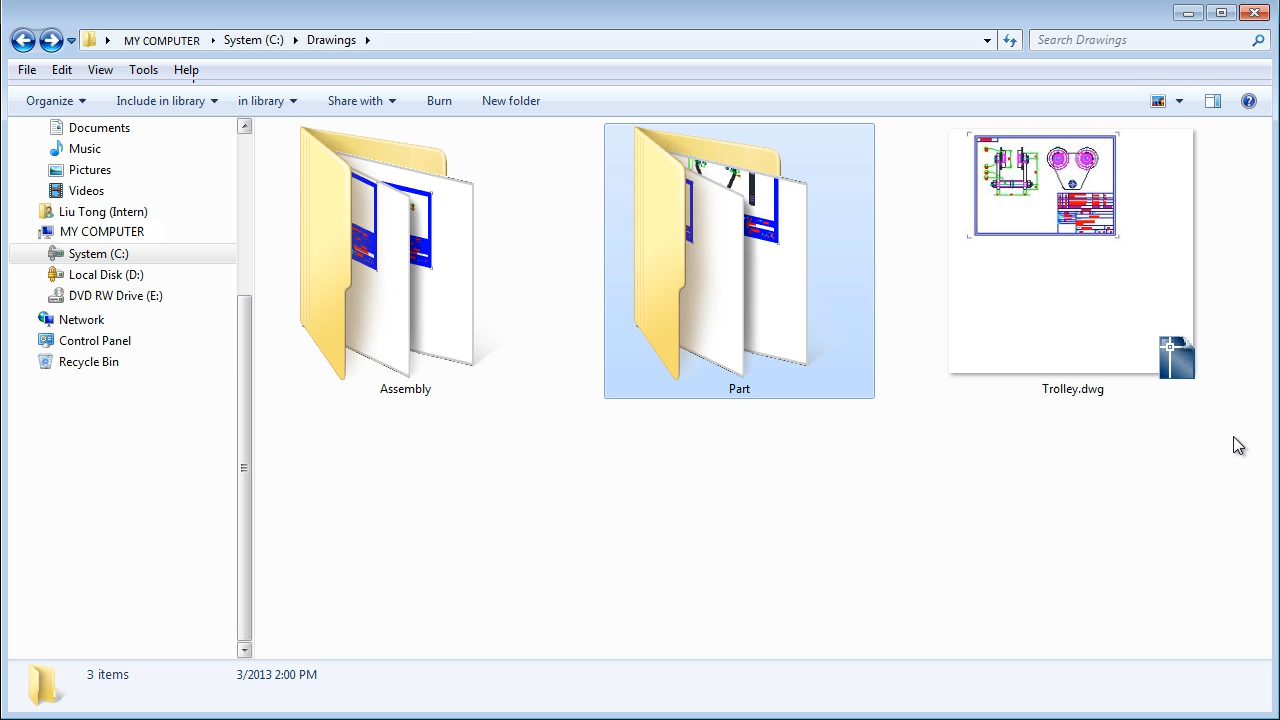 MY COMPUTER System (C:) Drawings
Search Drawings
File Edit View Tools Help
Organize Include in library in library Share with Burn New folder
Documents
Music
Pictures
Videos
Liu Tong (Intern)
MY COMPUTER
System (C:)
Local Disk (D:)
DVD RW Drive (E:)
Network
Control Panel
Recycle Bin
Assembly
Part
Trolley.dwg
3 items 3/2013 2:00 PM